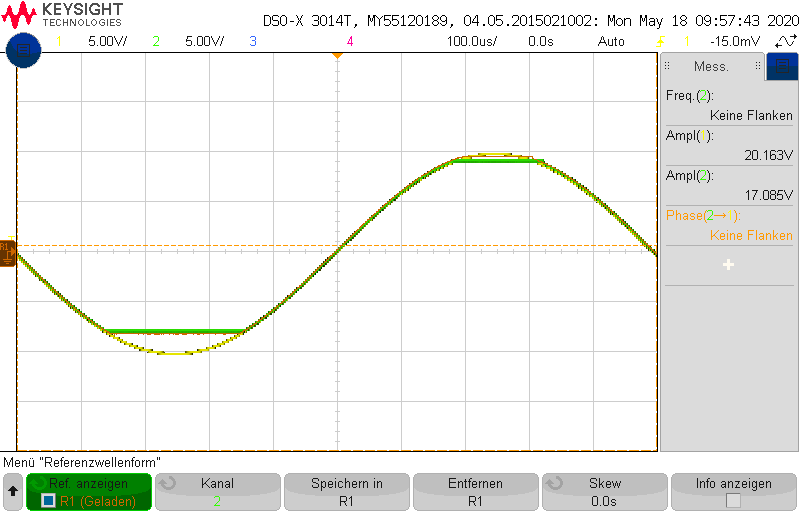 KEYSIGHT
TECHNOLOGIES
DSO-X 3014T, MY55120189, 04.05.2015021002: Mon May 18 09:57:43 2020
1 5.00V/ 2 5.00V/ 3 4 100.0us/ 0.0s Auto 1 -15.0mV
Mess.
Freq.(2):
Keine Flanken
Ampl( ):
20.163V
Ampl(2):
17.085V
Phase(2→1):
Keine Flanken
R1
Menü "Referenzwellenform"
Ref. anzeigen
R1 (Geladen)
Kanal
2
Speichern in
R1
Entfernen
R1
Skew
0.0s
Info anzeigen